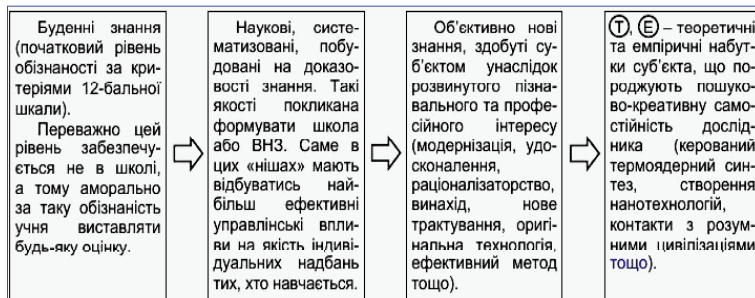 Буденні знання
(початковий рівень
обізнаності за кри-
теріями 12-бальної
шкали).
Переважно цей
рівень забезпечу-
ється не в школі,
а тому аморально
за таку обізнаність
учня виставляти
будь-яку оцінку.
Наукові, систе-
матизовані, побу-
довані на доказо-
вості знання. Такі
якості покликана
формувати школа
або ВНЗ. Саме в
цих «нішах» мають
відбуватись най-
більш ефективні
управлінські впли-
ви на якість індиві-
дуальних надбань
тих, хто навчається.
Об’єктивно нові
знання, здобуті су-
б’єктом унаслідок
розвинутого пізна-
вального та профе-
сійного інтересу
(модернізація, удо-
сконалення,
раціоналізаторство,
винахід, нове
трактування, оригі-
нальна технологія,
ефективний метод
тощо).
Т, Е – теоретичні
та емпіричні набут-
ки суб’єкта, що по-
роджують пошуко-
во-креативну само-
стійність дослід-
ника (керований
термоядерний син-
тез, створення
нанотехнологій,
контакти з розум-
ними цивілізаціями
тощо).